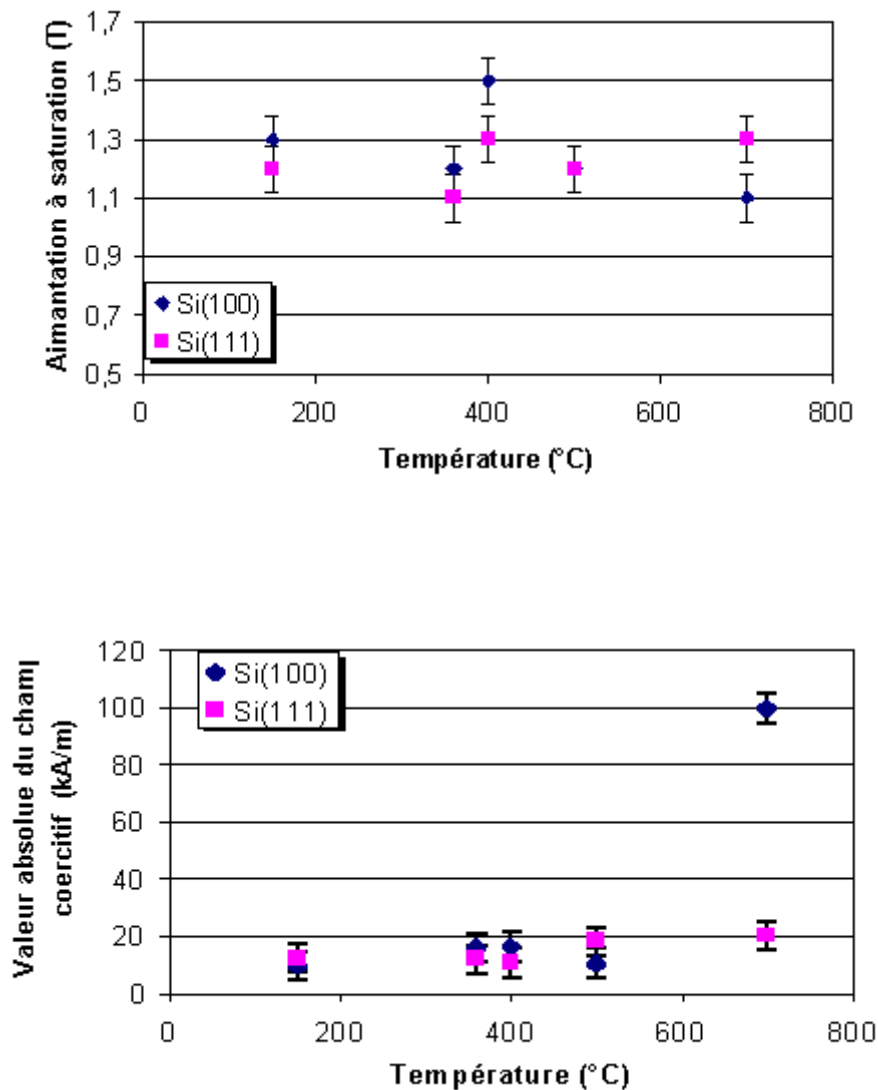 1,7
1,5
1,3
1,1
0,9
0,7
0,5
Aimantation à saturation (T)
Si(100)
Si(111)
0 200 400 600 800
Température (°C)
120
100
80
60
40
20
0
Valeur absolue du cham
coercitif (kA/m)
Si(100)
Si(111)
0 200 400 600 800
Température (°C)